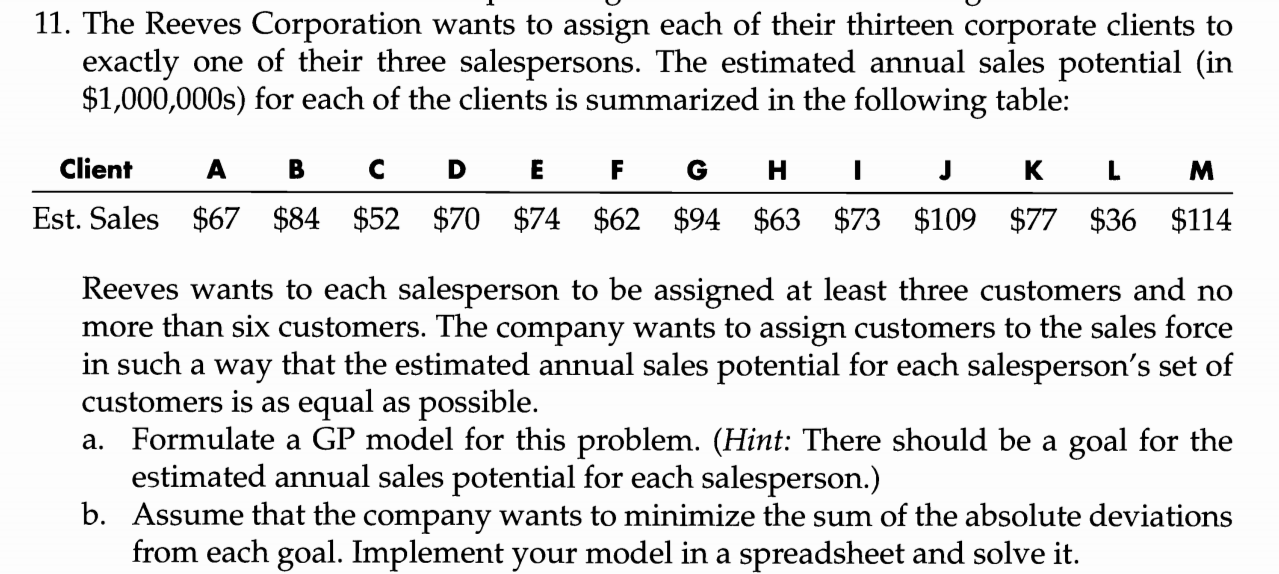 11. The Reeves Corporation wants to assign each of their thirteen corporate clients to
exactly one of their three salespersons. The estimated annual sales potential (in
$1,000,000s) for each of the clients is summarized in the following table:
Client A B C D E F G H I J K L M
Est. Sales $67 $84 $52 $70 $74 $62 $94 $63 $73 $109 $77 $36 $114
Reeves wants to each salesperson to be assigned at least three customers and no
more than six customers. The company wants to assign customers to the sales force
in such a way that the estimated annual sales potential for each salesperson's set of
customers is as equal as possible.
a. Formulate a GP model for this problem. (Hint: There should be a goal for the
estimated annual sales potential for each salesperson.)
b. Assume that the company wants to minimize the sum of the absolute deviations
from each goal. Implement your model in a spreadsheet and solve it.